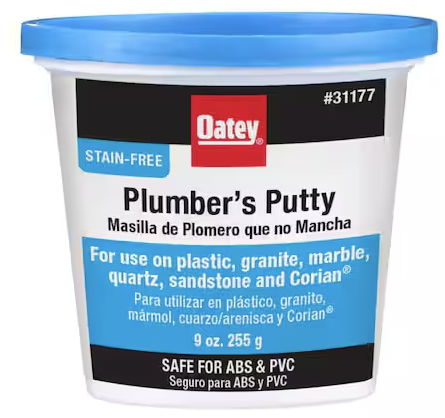 #31177
Oatey®
STAIN-FREE
Plumber's Putty
Masilla de Plomero que no Mancha
For use on plastic, granite, marble,
quartz, sandstone and Corian®
Para utilizar en plástico, granito,
mármol, cuarzo/arenisca y Corian®
9 oz. 255 g
SAFE FOR ABS & PVC
Seguro para ABS y PVC